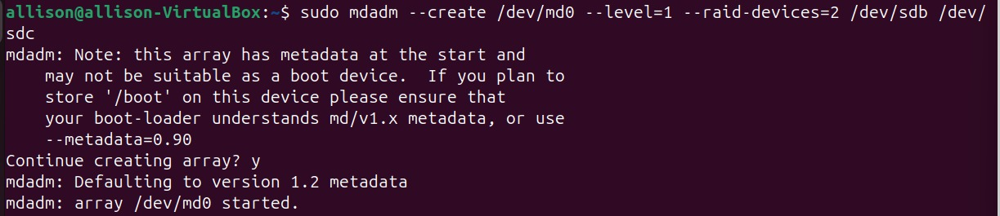 allison@allison-VirtualBox:~$ sudo mdadm --create /dev/md0 --level=1 --raid-devices=2 /dev/sdb /dev/
sdc
mdadm: Note: this array has metadata at the start and
    may not be suitable as a boot device.  If you plan to
    store '/boot' on this device please ensure that
    your boot-loader understands md/v1.x metadata, or use
    --metadata=0.90
Continue creating array? y
mdadm: Defaulting to version 1.2 metadata
mdadm: array /dev/md0 started.